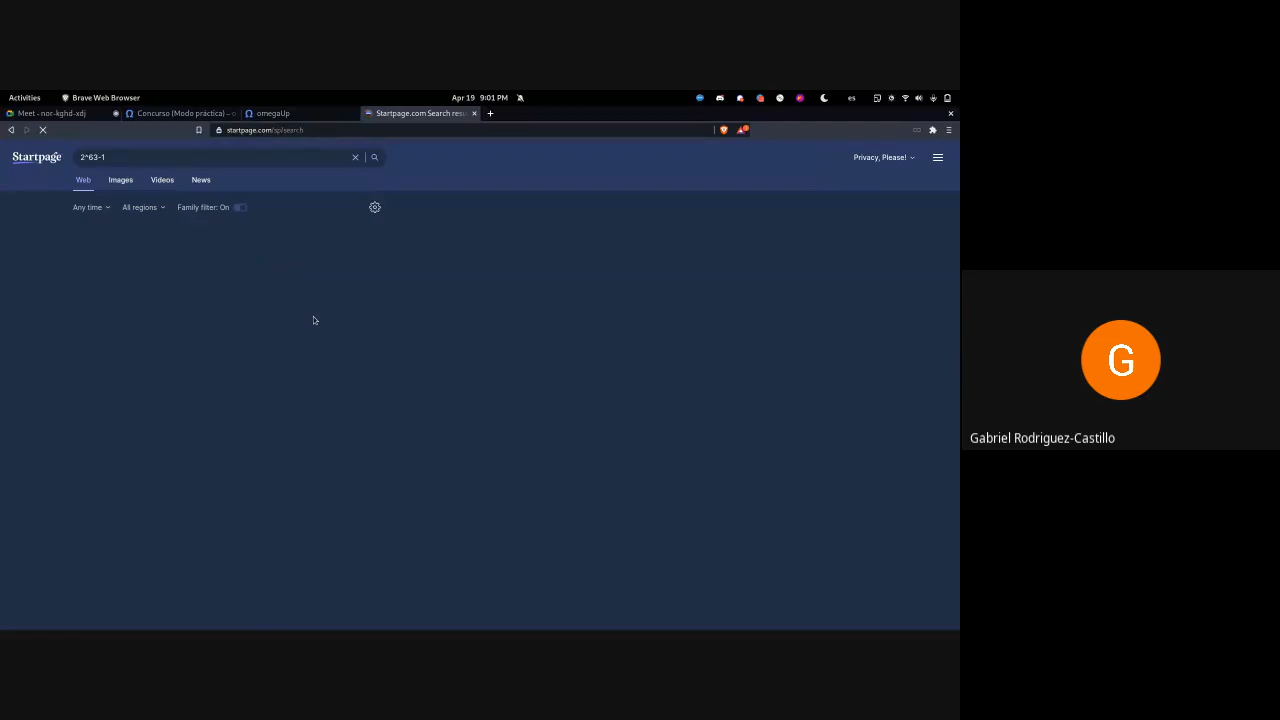 Activities
Brave Web Browser
Apr 19 9:01 PM
es
Meet - nor-kghd-xdj
Concurso (Modo práctica) –
omegaUp
Startpage.com Search resu
startpage.com/sp/search
Startpage
2^63-1
Privacy, Please!
Web
Images
Videos
News
Any time
All regions
Family filter: On
G
Gabriel Rodriguez-Castillo